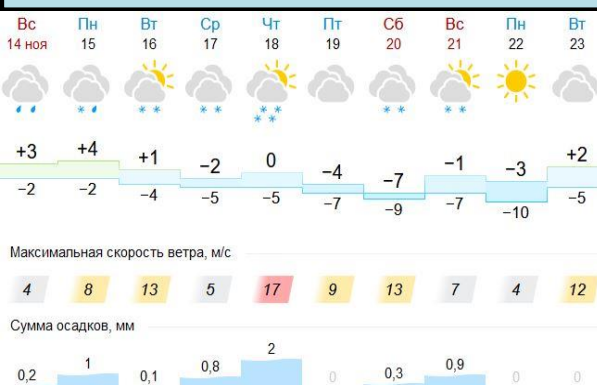 Вс Пн Вт Ср Чт Пт Сб Вс Пн Вт
14 ноя 15 16 17 18 19 20 21 22 23
+3 +4 +1 −2 0 −4 −7 −1 −3 +2
−2 −2 −4 −5 −5 −7 −9 −7 −10 −5
Максимальная скорость ветра, м/с
4 8 13 5 17 9 13 7 4 12
Сумма осадков, мм
0,2 1 0,1 0,8 2 0 0,3 0,9 0 0